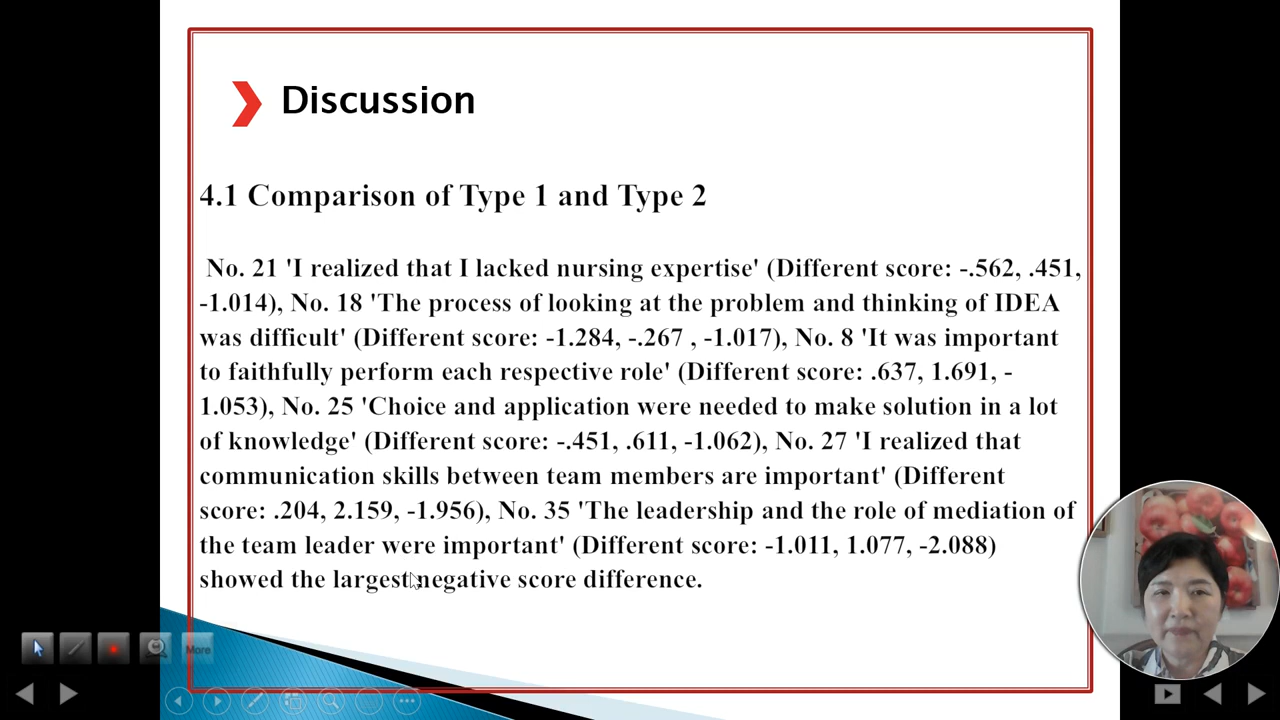 Discussion
4.1 Comparison of Type 1 and Type 2
No. 21 'I realized that I lacked nursing expertise' (Different score: -.562, .451,
-1.014), No. 18 'The process of looking at the problem and thinking of IDEA
was difficult' (Different score: -1.284, -.267 , -1.017), No. 8 'It was important
to faithfully perform each respective role' (Different score: .637, 1.691, -
1.053), No. 25 'Choice and application were needed to make solution in a lot
of knowledge' (Different score: -.451, .611, -1.062), No. 27 'I realized that
communication skills between team members are important' (Different
score: .204, 2.159, -1.956), No. 35 'The leadership and the role of mediation of
the team leader were important' (Different score: -1.011, 1.077, -2.088)
showed the largest negative score difference.
More